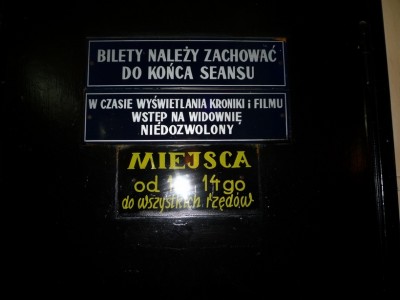 BILETY NALEŻY ZACHOWAĆ
DO KOŃCA SEANSU
W CZASIE WYŚWIETLANIA KRONIKI i FILMU
WSTĘP NA WIDOWNIĘ
NIEDOZWOLONY
MIEJSCA
od 14go
do wszystkich rzędów